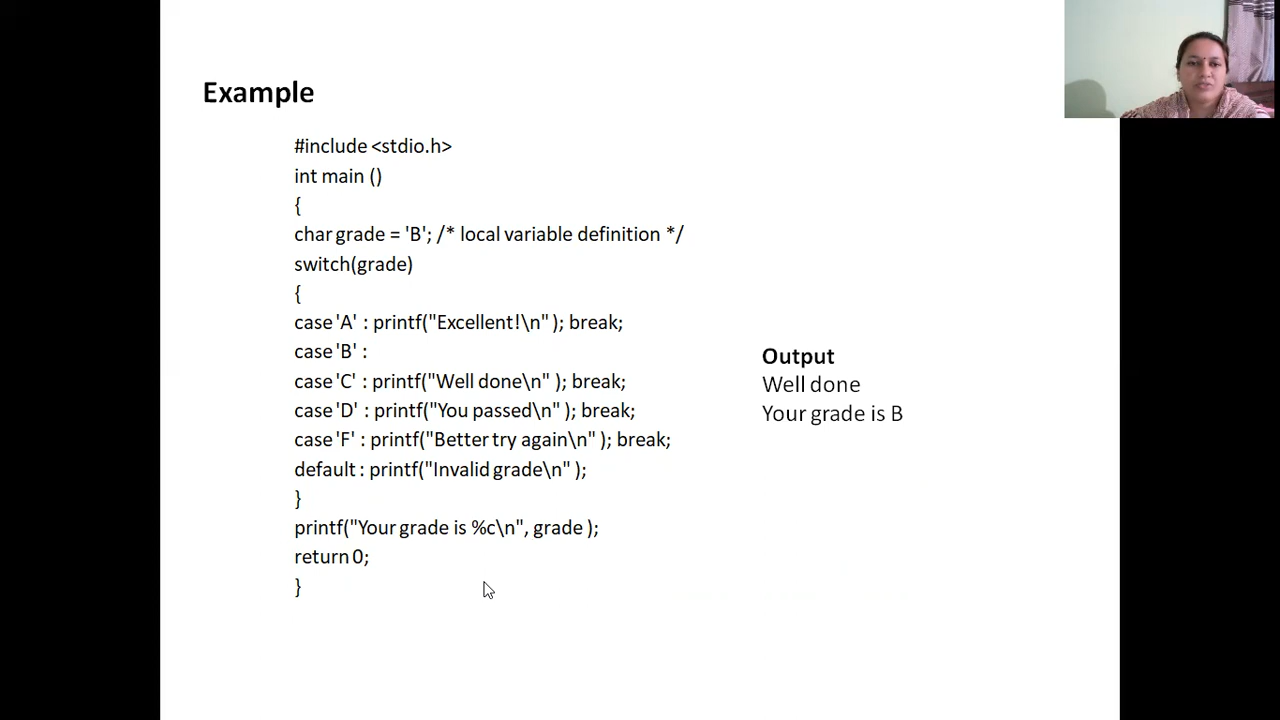 Example
#include <stdio.h>
int main ()
{
char grade = 'B'; /* local variable definition */
switch(grade)
{
case 'A' : printf("Excellent!\n" ); break;
case 'B' :
case 'C' : printf("Well done\n" ); break;
case 'D' : printf("You passed\n" ); break;
case 'F' : printf("Better try again\n" ); break;
default : printf("Invalid grade\n" );
}
printf("Your grade is %c\n", grade );
return 0;
}
Output
Well done
Your grade is B